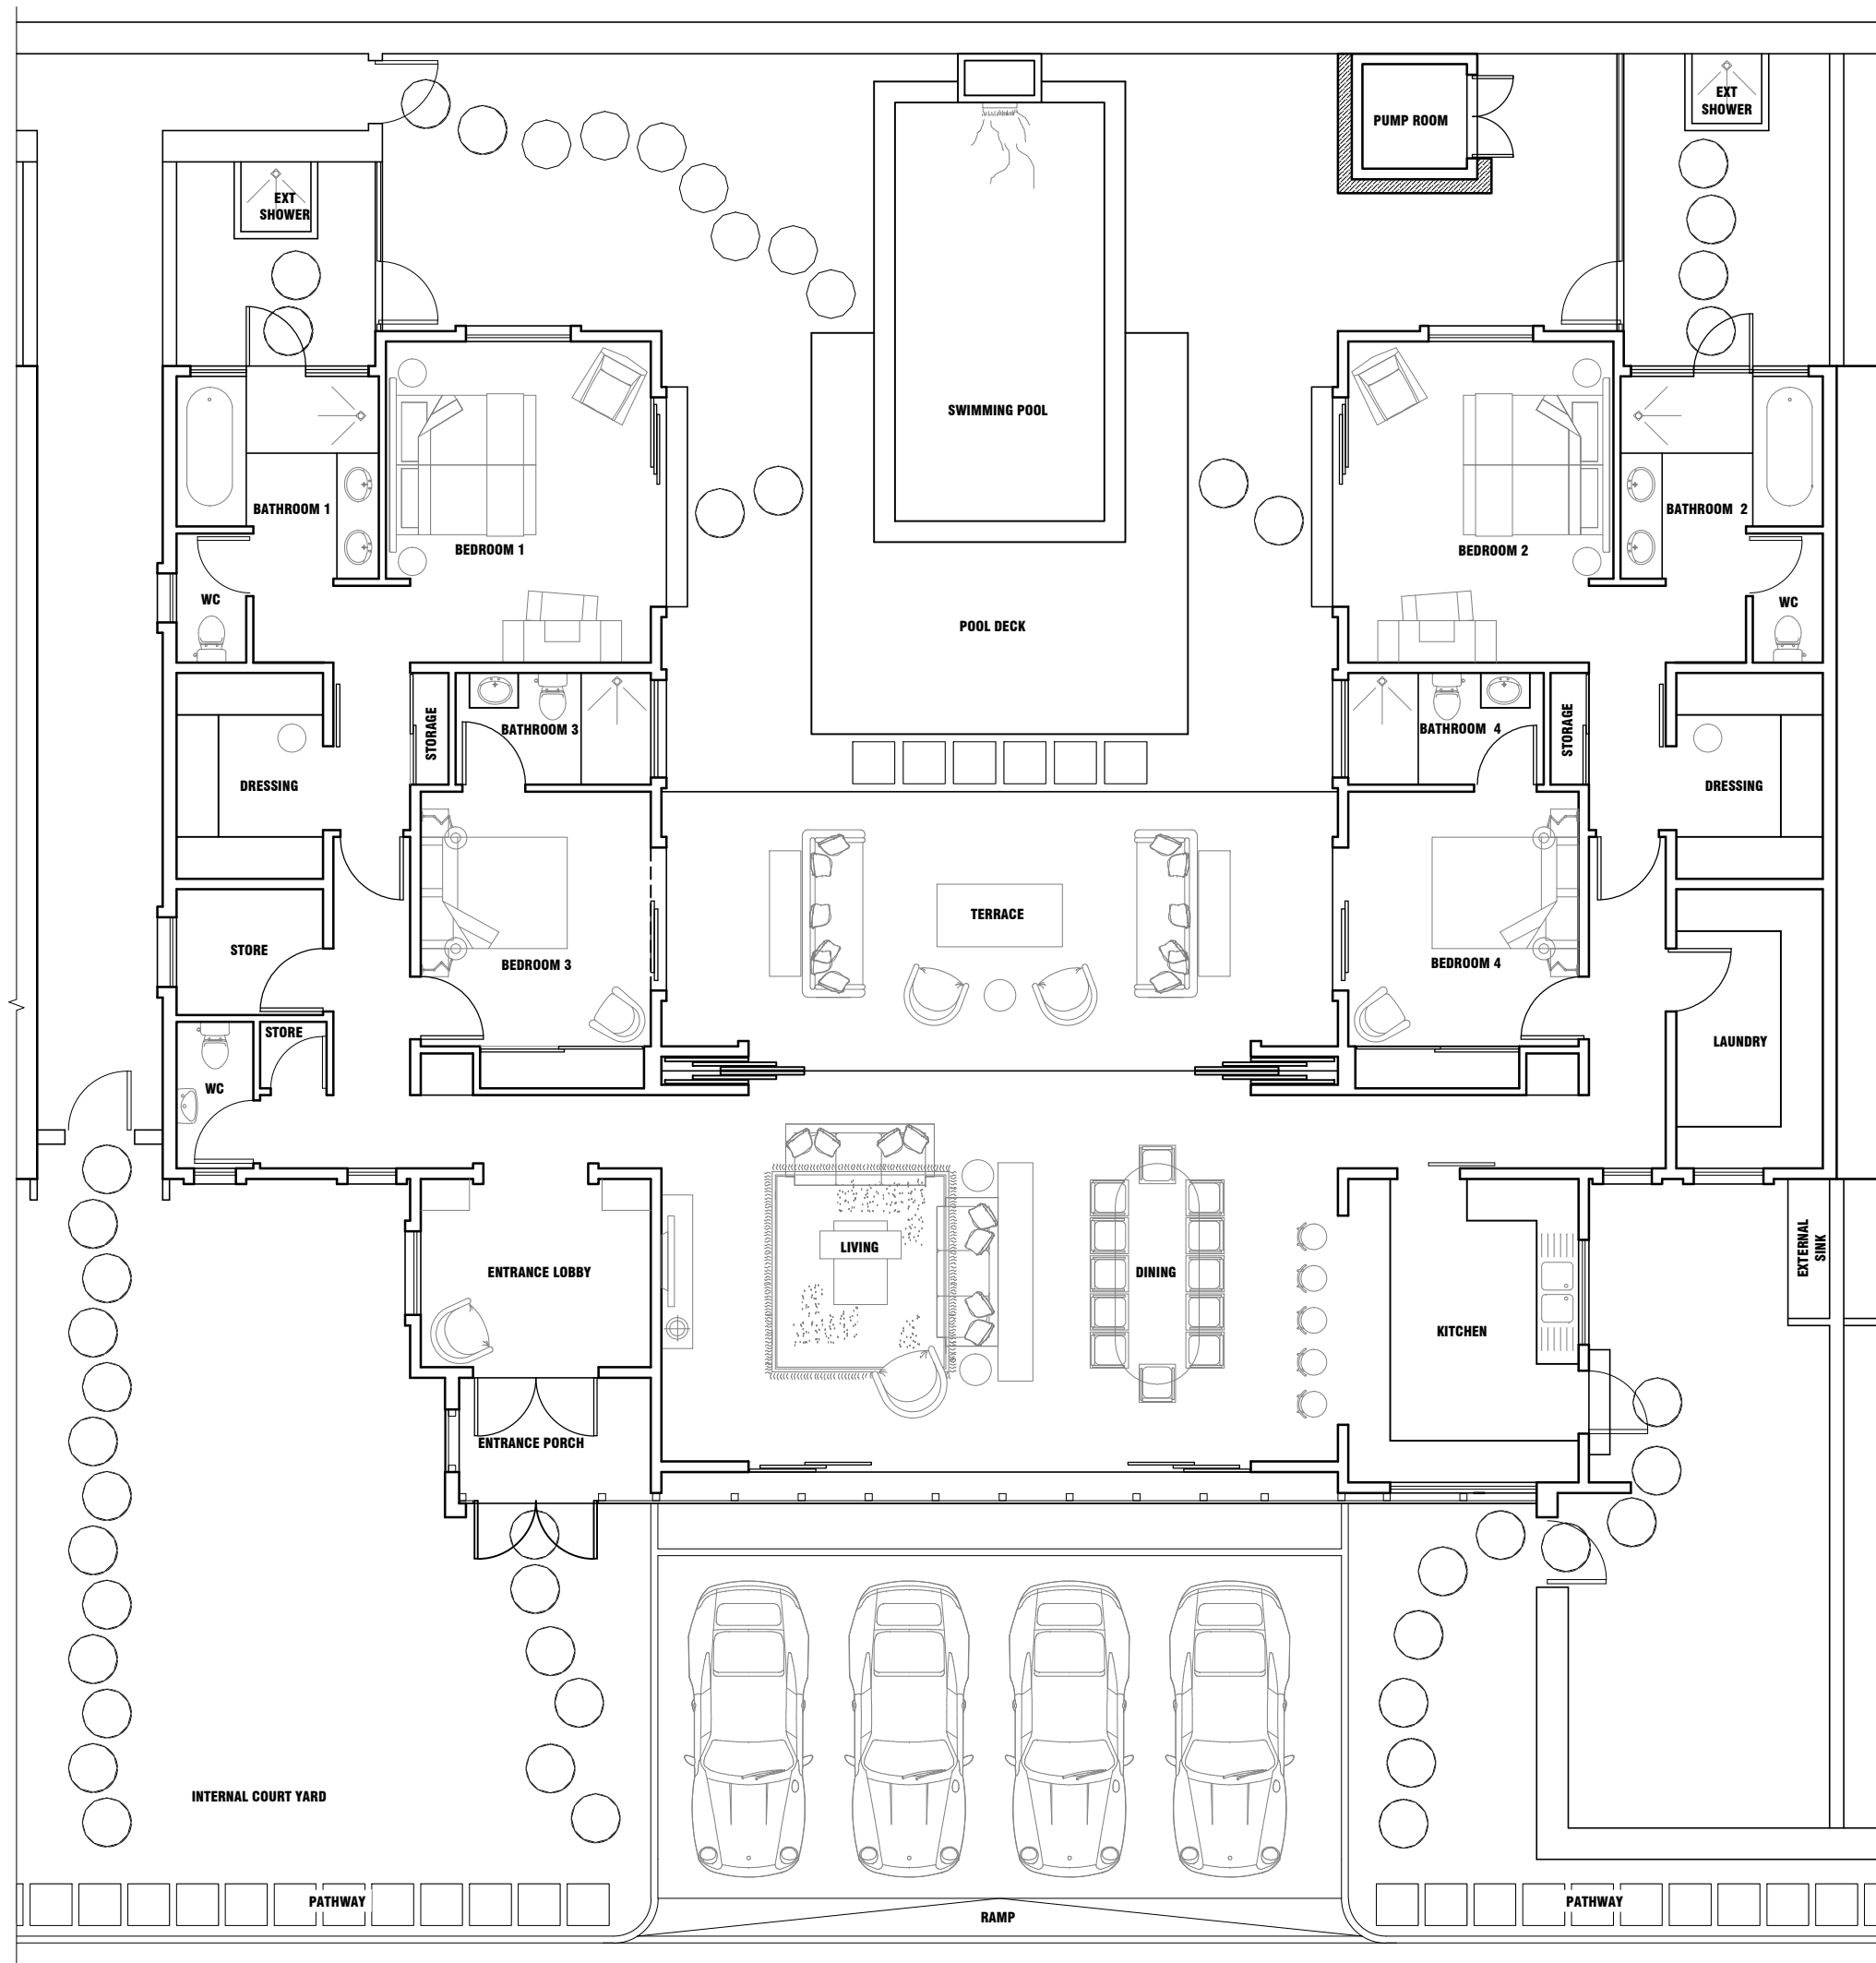 EXT
SHOWER
PUMP ROOM
EXT
SHOWER
SWIMMING POOL
BATHROOM 1
BEDROOM 1
BEDROOM 2
BATHROOM 2
WC
POOL DECK
WC
STORAGE
BATHROOM 3
BATHROOM 4
STORAGE
DRESSING
DRESSING
STORE
BEDROOM 3
TERRACE
BEDROOM 4
STORE
WC
LAUNDRY
ENTRANCE LOBBY
LIVING
DINING
KITCHEN
EXTERNAL
SINK
ENTRANCE PORCH
INTERNAL COURT YARD
PATHWAY
RAMP
PATHWAY